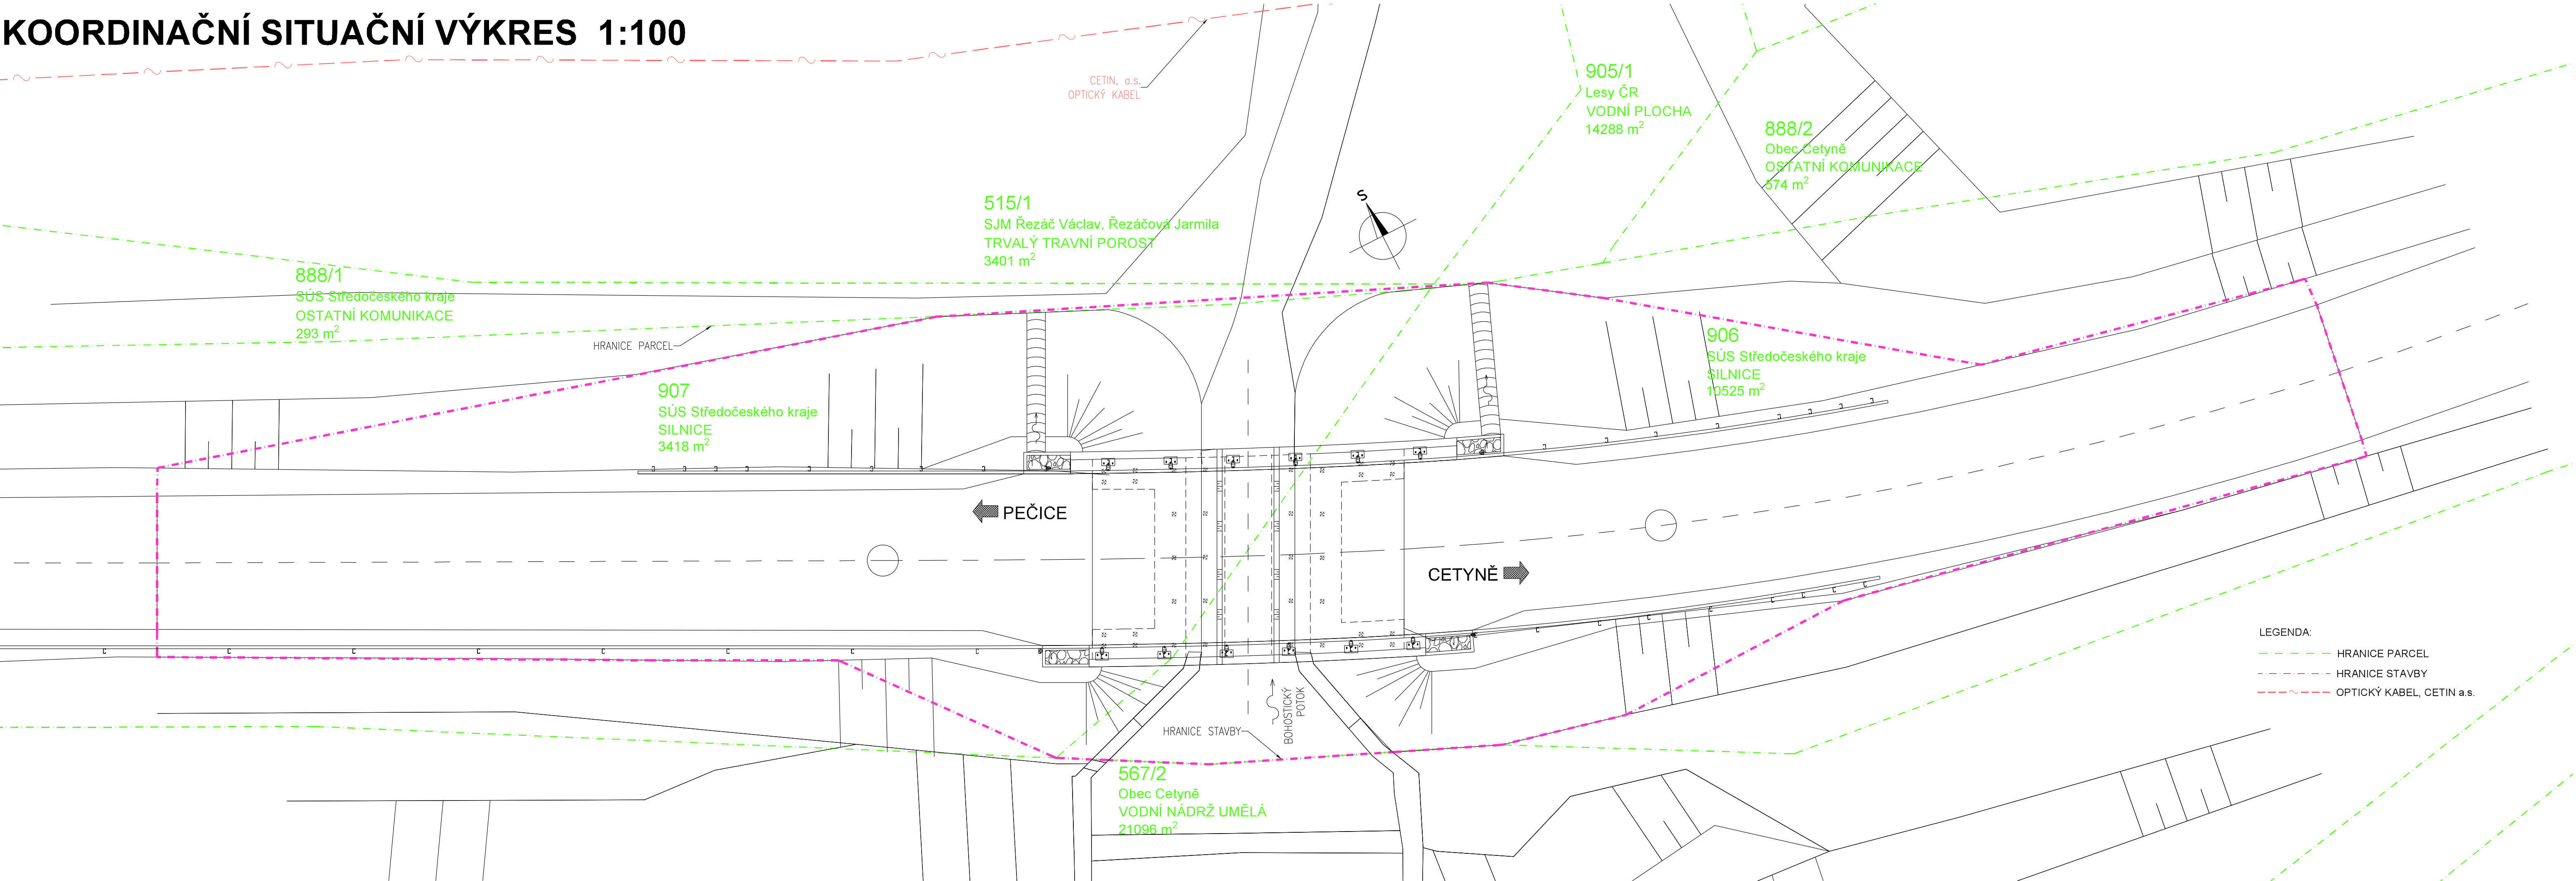 KOORDINAČNÍ SITUAČNÍ VÝKRES 1:100
CETIN, a.s.
OPTICKÝ KABEL
905/1
Lesy ČR
VODNÍ PLOCHA
14288 m²
888/2
Obec Cetyně
OSTATNÍ KOMUNIKACE
574 m²
515/1
SJM Řezáč Václav, Řezáčová Jarmila
TRVALÝ TRAVNÍ POROST
3401 m²
S
888/1
SÚS Středočeského kraje
OSTATNÍ KOMUNIKACE
293 m²
HRANICE PARCEL
907
SÚS Středočeského kraje
SILNICE
3418 m²
906
SÚS Středočeského kraje
SILNICE
10525 m²
PEČICE
CETYNĚ
HRANICE STAVBY
BOHOSTICKÝ
POTOK
567/2
Obec Cetyně
VODNÍ NÁDRŽ UMĚLÁ
21096 m²
LEGENDA:
HRANICE PARCEL
HRANICE STAVBY
OPTICKÝ KABEL, CETIN a.s.